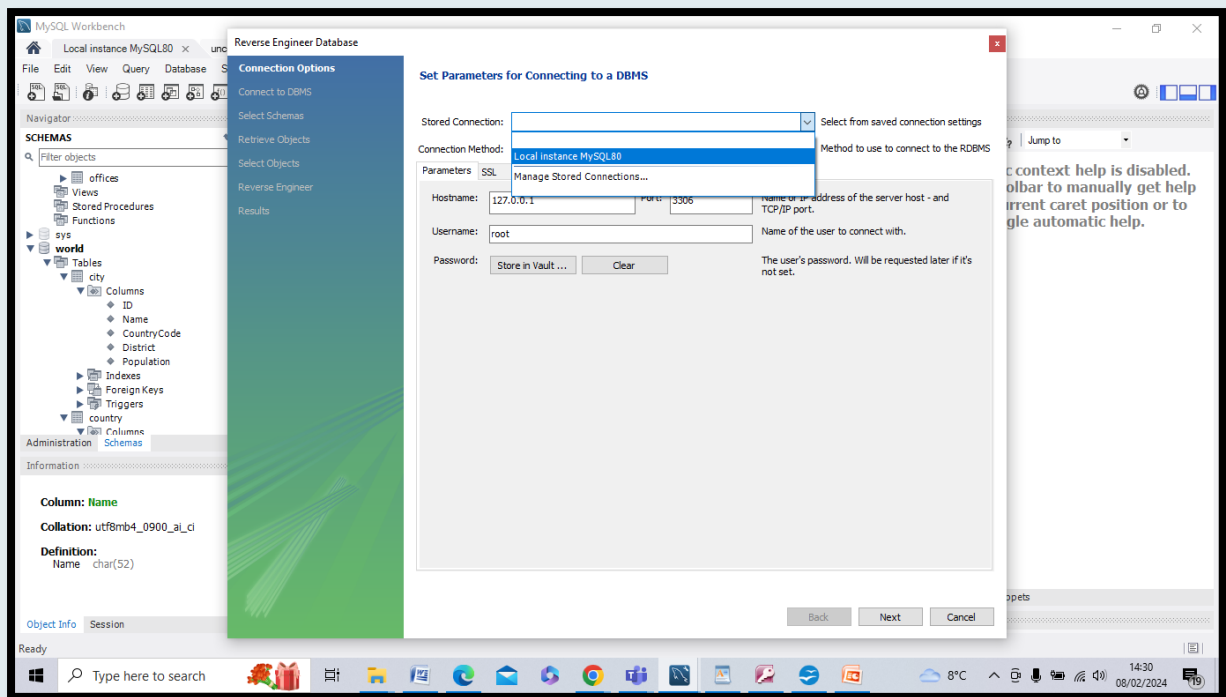 MySQL Workbench
Local instance MySQL80 ×
File Edit View Query Database S
Navigator
SCHEMAS
Filter objects
offices
Views
Stored Procedures
Functions
sys
world
Tables
city
Columns
ID
Name
CountryCode
District
Population
Indexes
Foreign Keys
Triggers
country
Columns
Administration Schemas
Information
Column: Name
Collation: utf8mb4_0900_ai_ci
Definition:
Name char(52)
Object Info Session
Ready
Reverse Engineer Database
x
Connection Options
Connect to DBMS
Select Schemas
Retrieve Objects
Select Objects
Reverse Engineer
Results
Set Parameters for Connecting to a DBMS
Stored Connection: Select from saved connection settings
Connection Method: Method to use to connect to the RDBMS
Local instance MySQL80
Manage Stored Connections...
Parameters SSL
Hostname: 127.0.0.1 Port: 3306 Name or IP address of the server host - and
TCP/IP port.
Username: root Name of the user to connect with.
Password: Store in Vault ... Clear The user's password. Will be requested later if it's
not set.
Back Next Cancel
Jump to
context help is disabled.
manually get help
caret position or to
automatic help.
Type here to search
8°C
14:30
08/02/2024
19